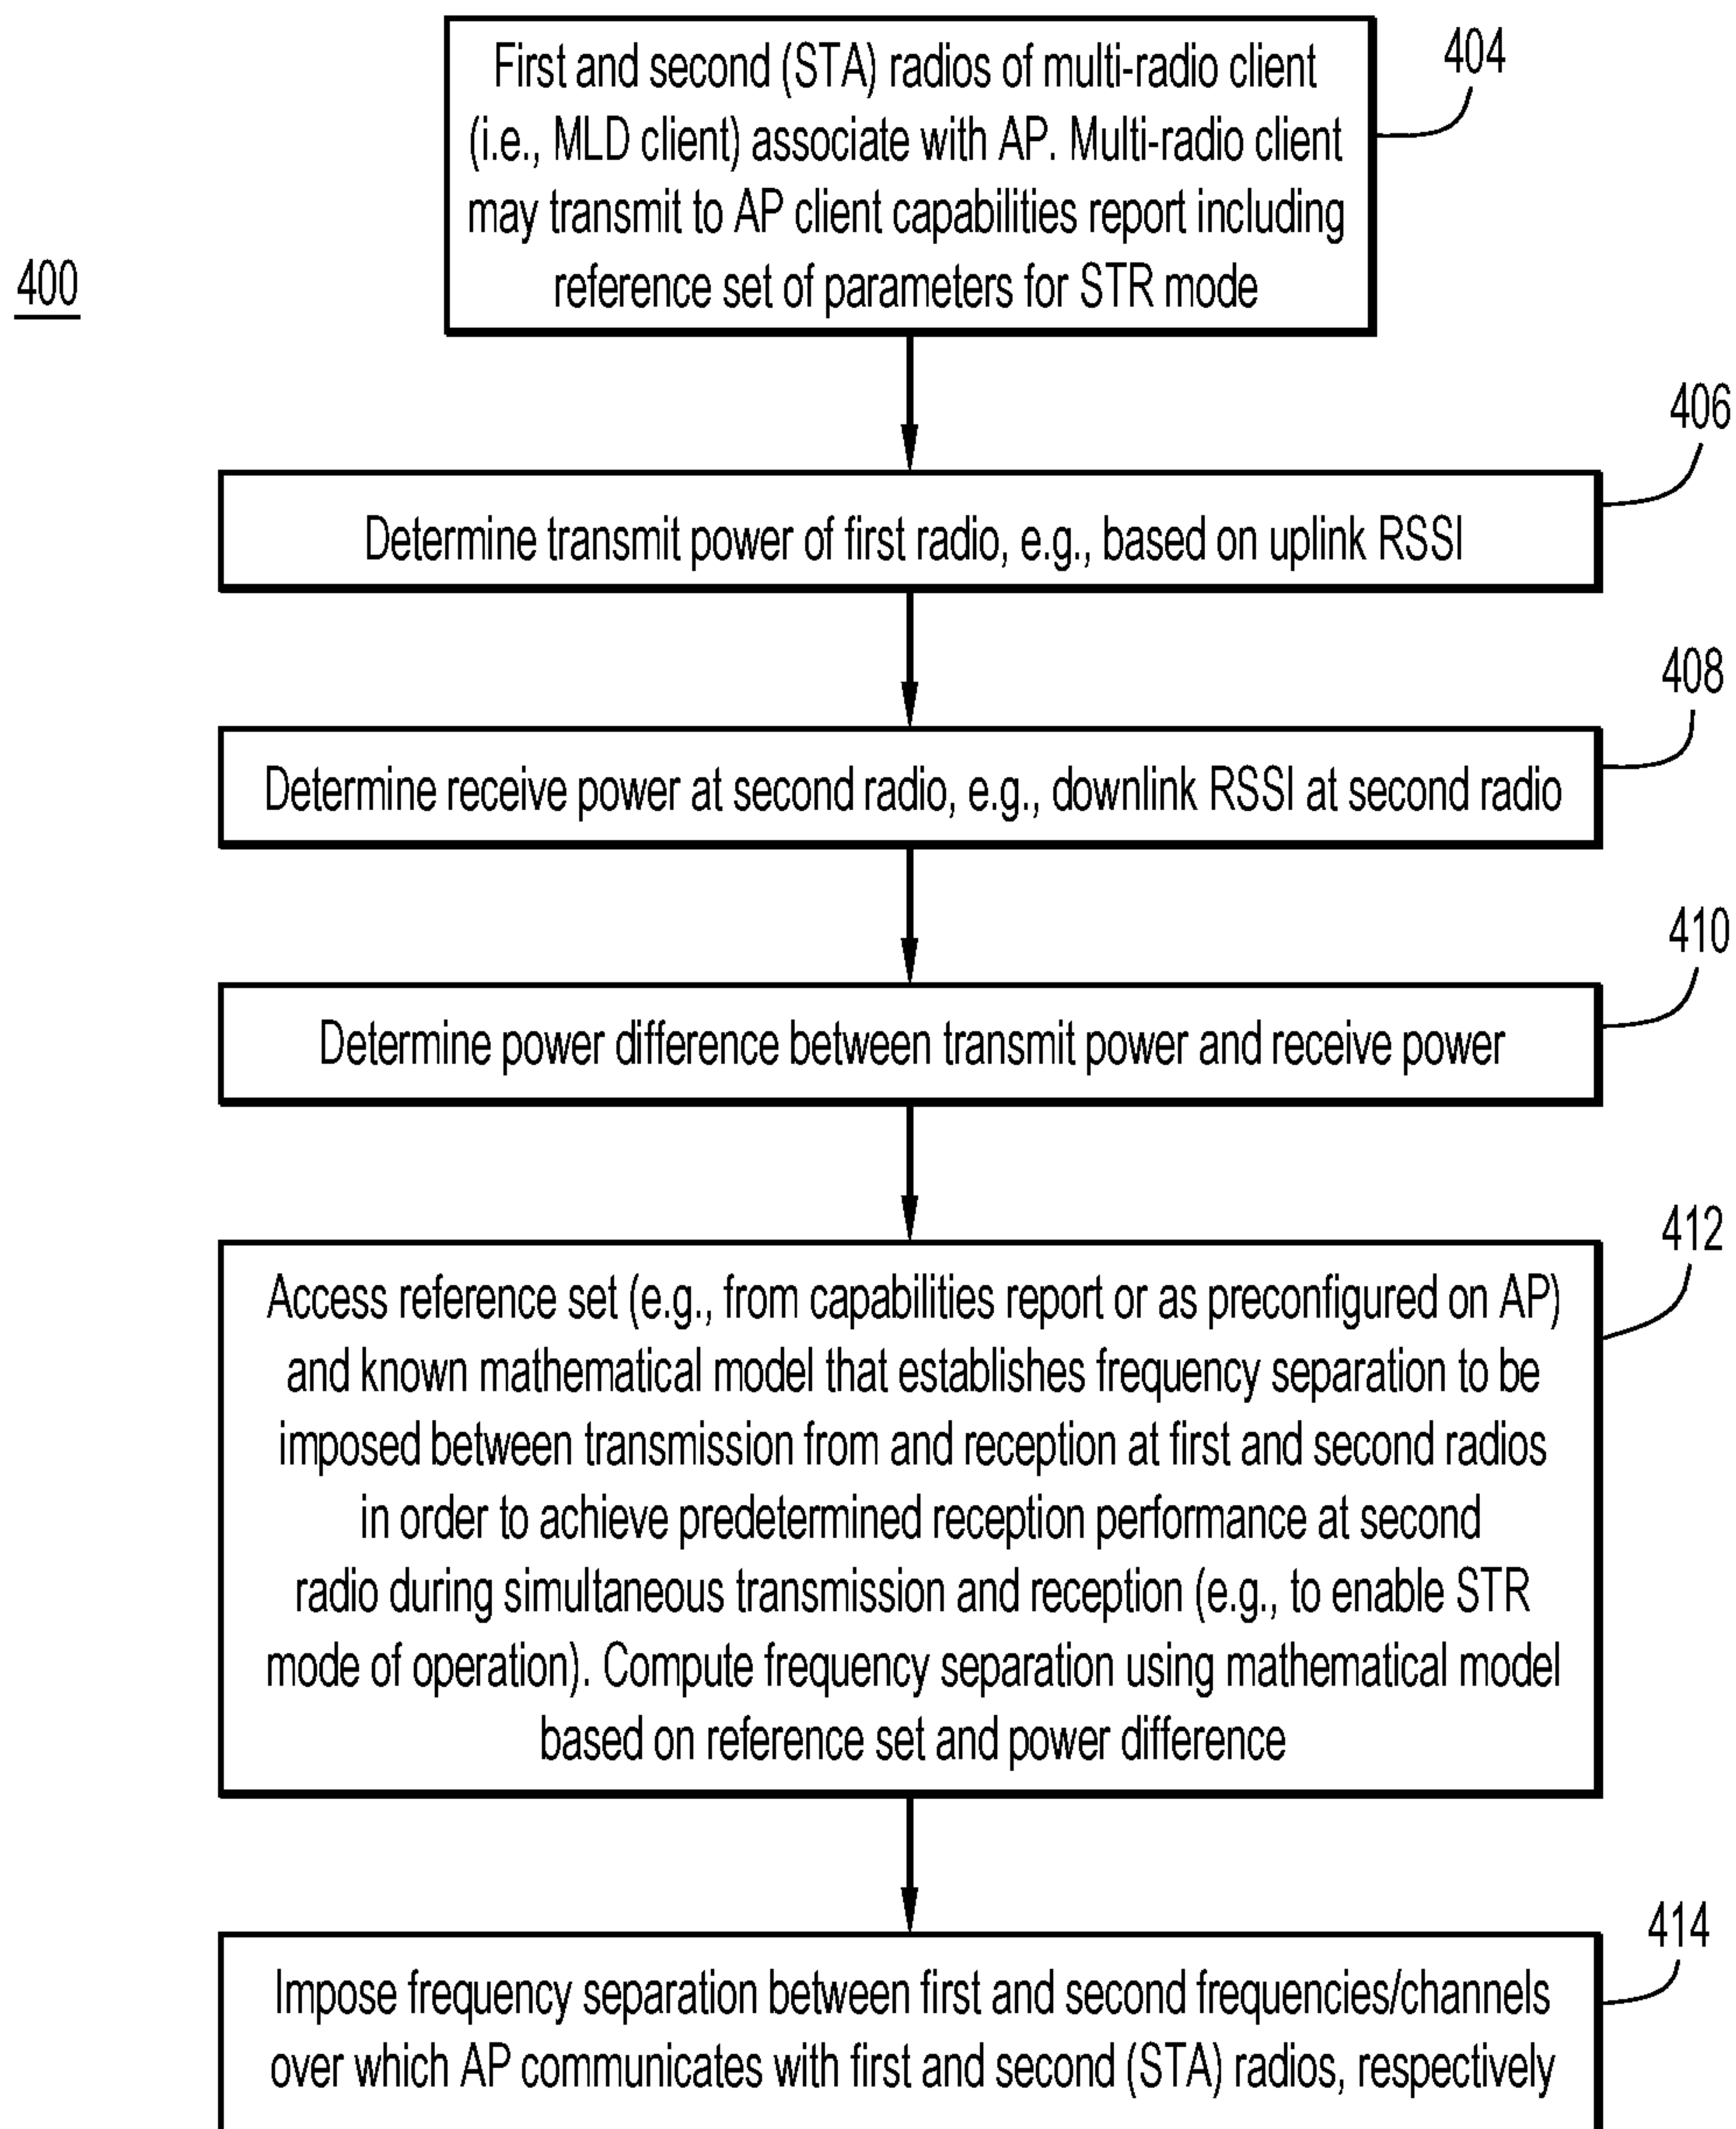 400
First and second (STA) radios of multi-radio client
(i.e., MLD client) associate with AP. Multi-radio client
may transmit to AP client capabilities report including
reference set of parameters for STR mode
404
Determine transmit power of first radio, e.g., based on uplink RSSI
406
Determine receive power at second radio, e.g., downlink RSSI at second radio
408
Determine power difference between transmit power and receive power
410
Access reference set (e.g., from capabilities report or as preconfigured on AP)
and known mathematical model that establishes frequency separation to be
imposed between transmission from and reception at first and second radios
in order to achieve predetermined reception performance at second
radio during simultaneous transmission and reception (e.g., to enable STR
mode of operation). Compute frequency separation using mathematical model
based on reference set and power difference
412
Impose frequency separation between first and second frequencies/channels
over which AP communicates with first and second (STA) radios, respectively
414